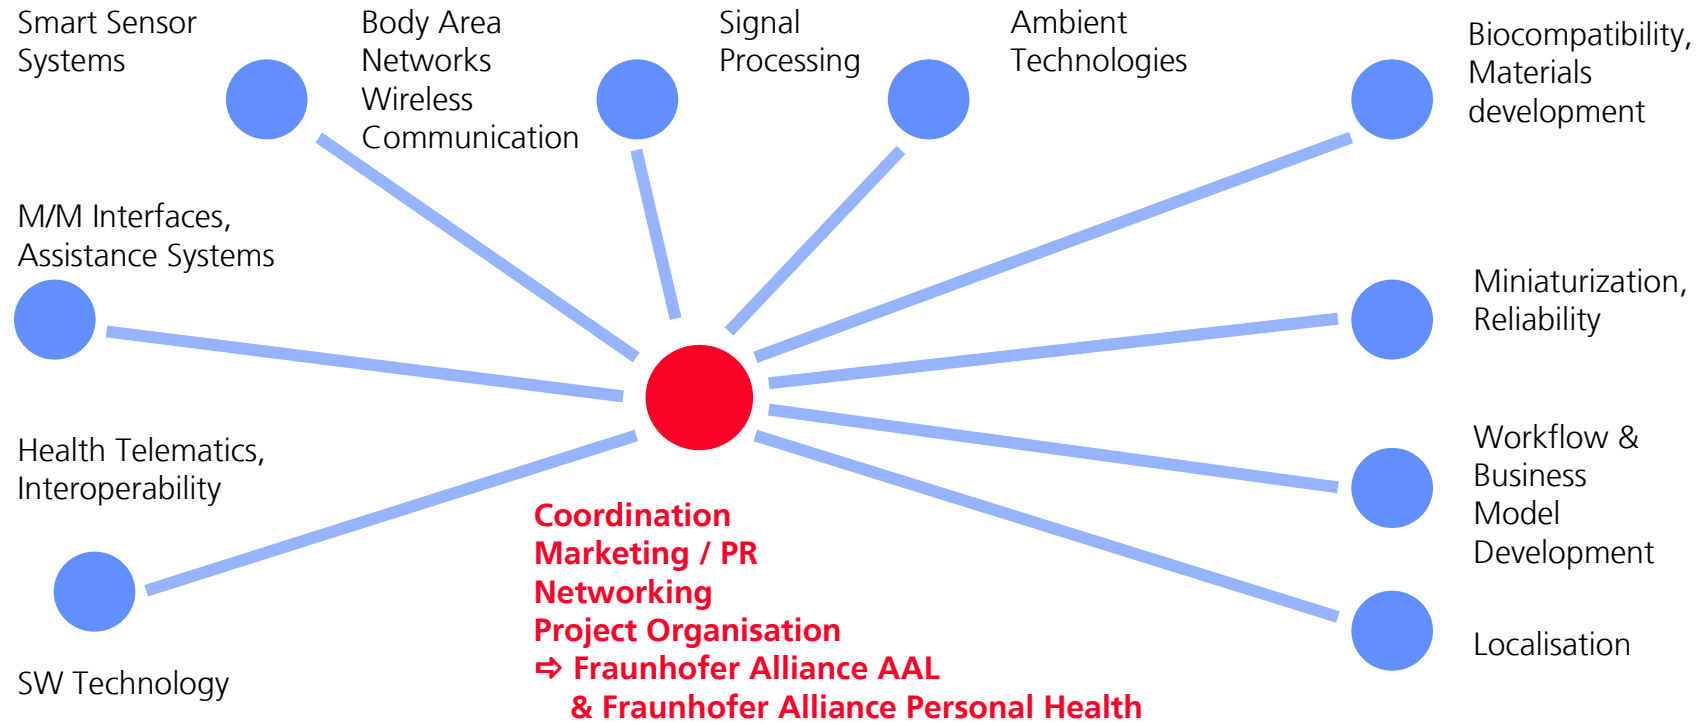 Smart Sensor
Systems
Body Area
Networks
Wireless
Communication
Signal
Processing
Ambient
Technologies
Biocompatibility,
Materials
development
M/M Interfaces,
Assistance Systems
Miniaturization,
Reliability
Health Telematics,
Interoperability
Workflow &
Business
Model
Development
SW Technology
Localisation
Coordination
Marketing / PR
Networking
Project Organisation
⇨ Fraunhofer Alliance AAL
& Fraunhofer Alliance Personal Health